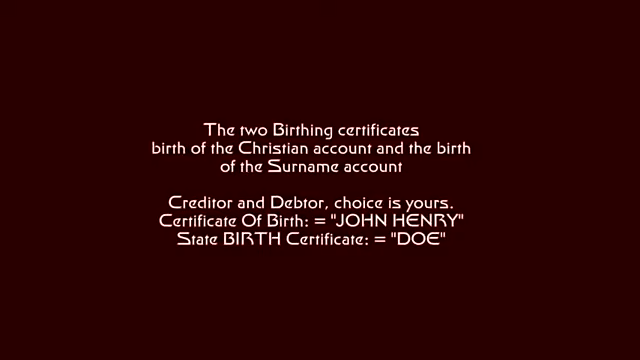 The two Birthing certificates
birth of the Christian account and the birth
of the Surname account
Creditor and Debtor, choice is yours.
Certificate Of Birth: = "JOHN HENRY"
State BIRTH Certificate: = "DOE"